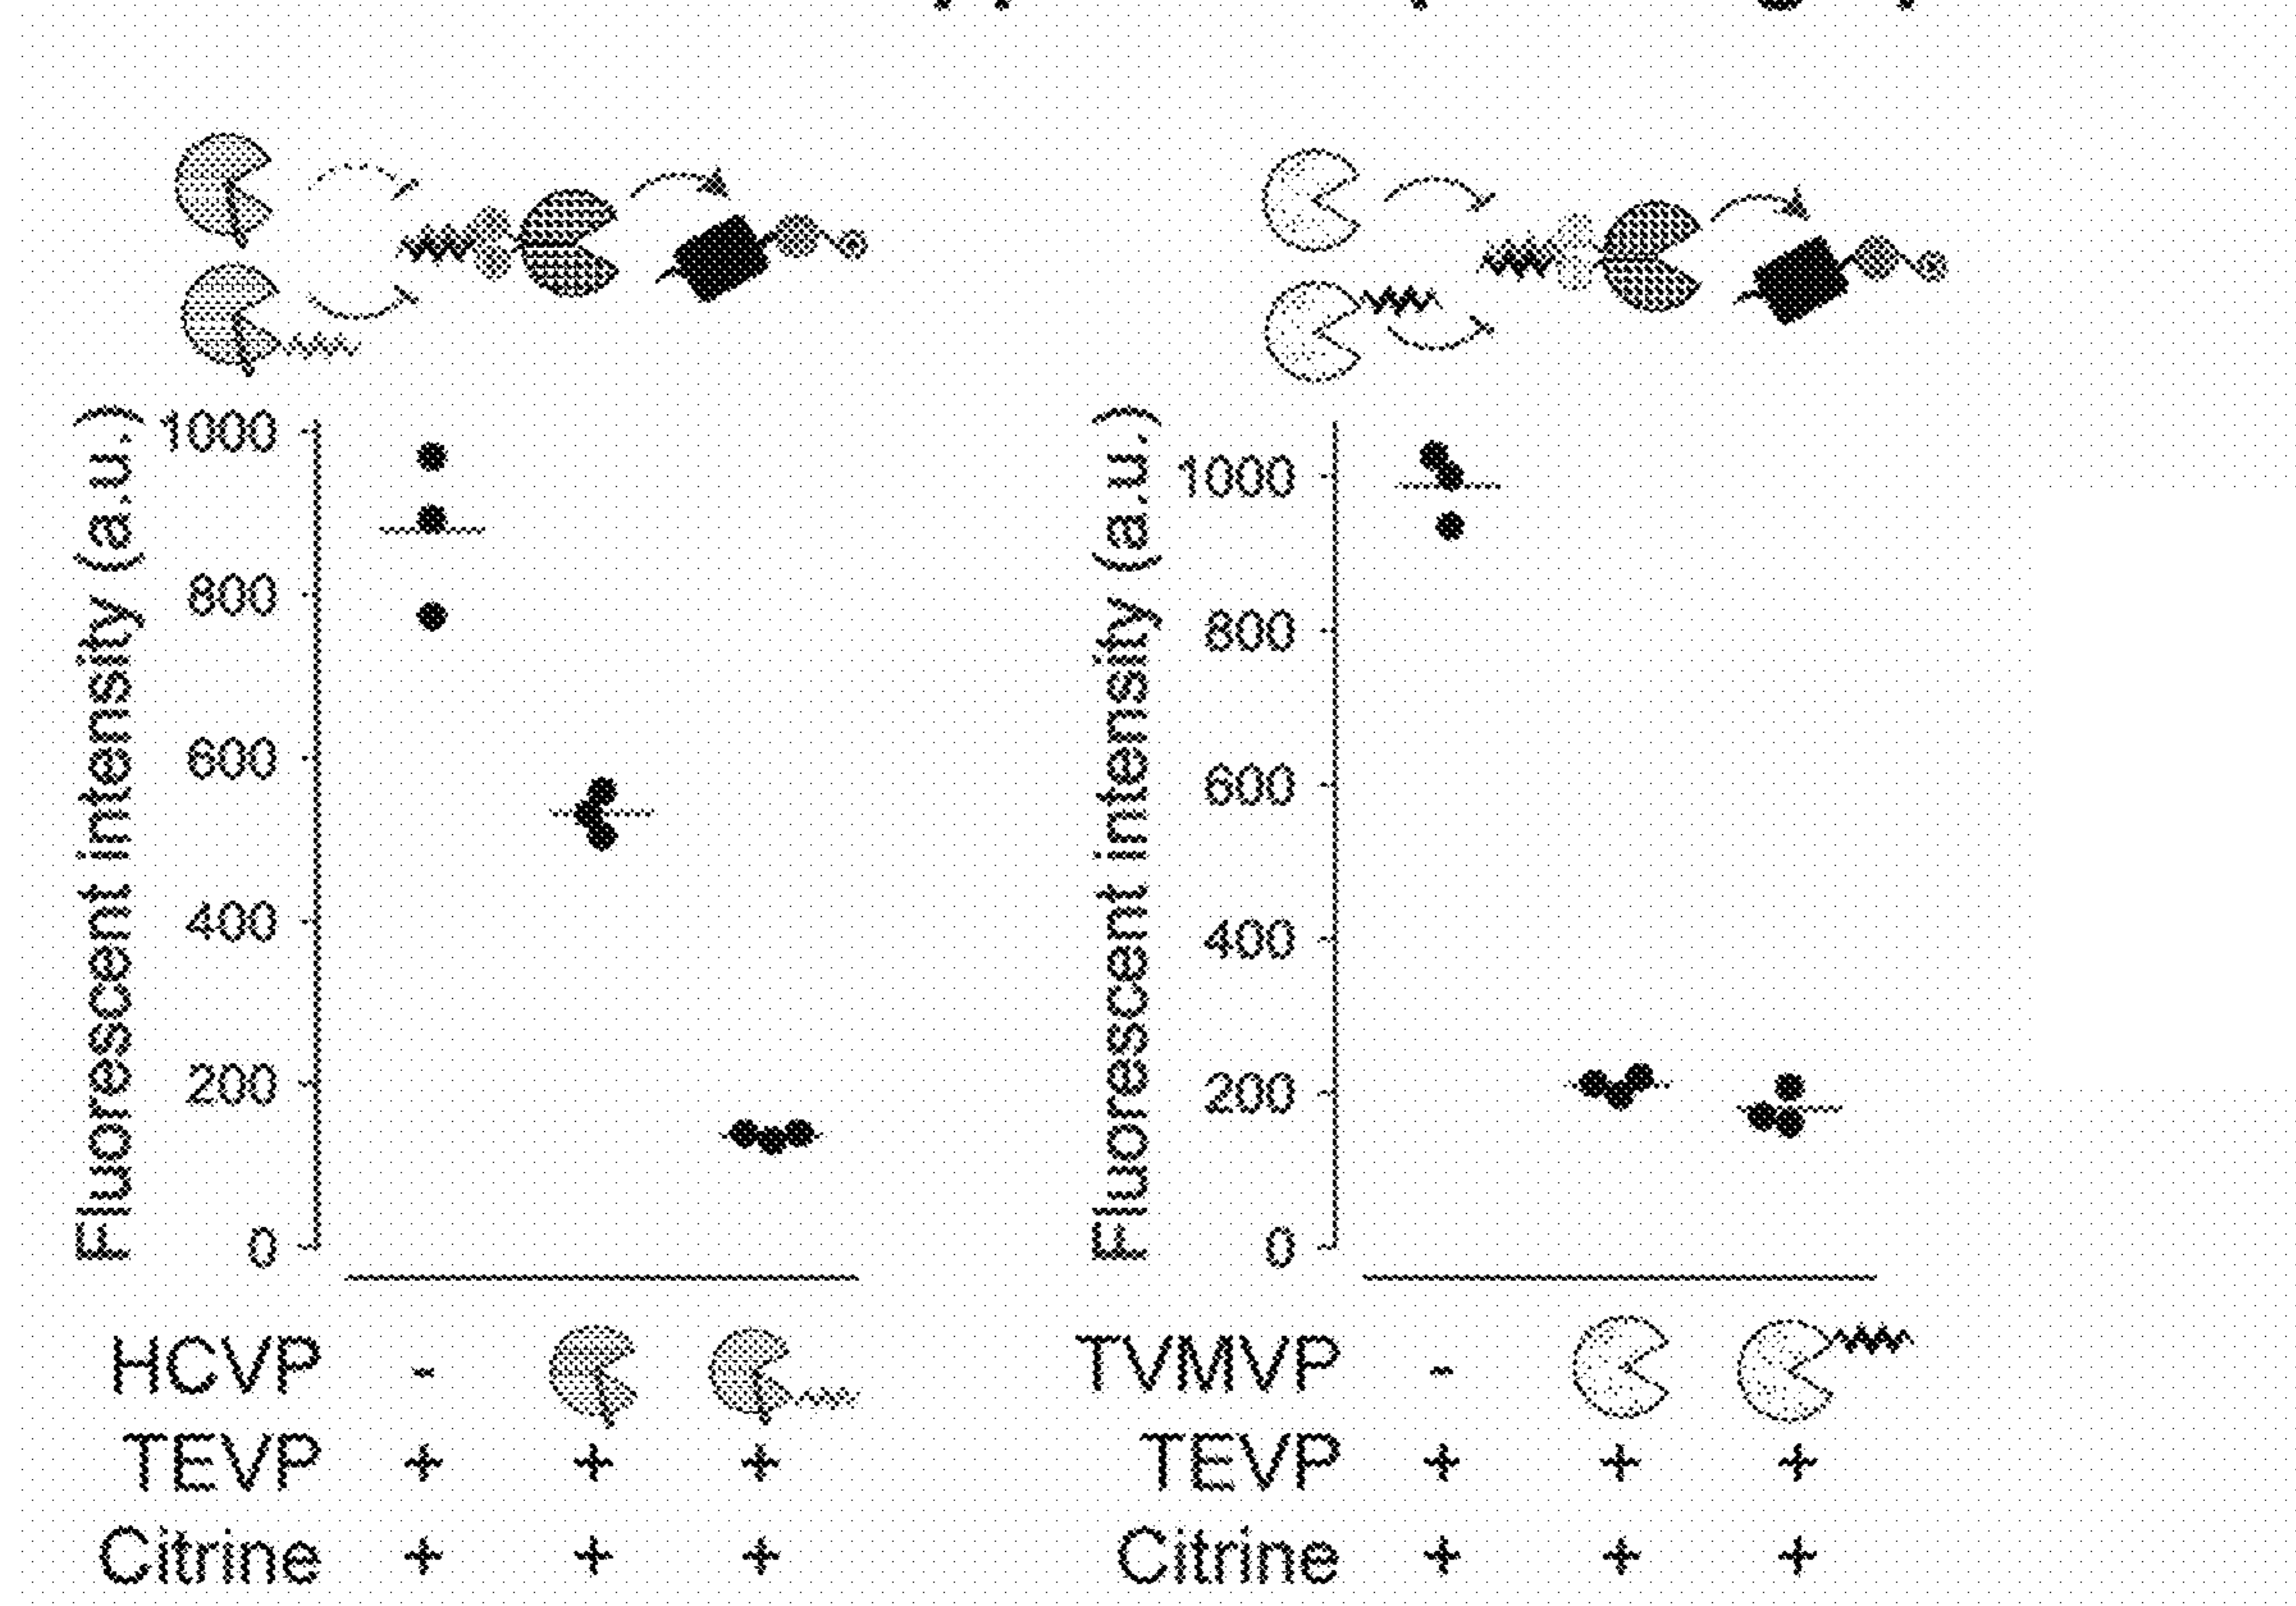 Fluorescent intensity (a.u.)
1000
800
600
400
200
0
HCVP -
TEVP + + +
Citrine + + +
Fluorescent intensity (a.u.)
1000
800
600
400
200
0
TVMVP -
TEVP + + +
Citrine + + +